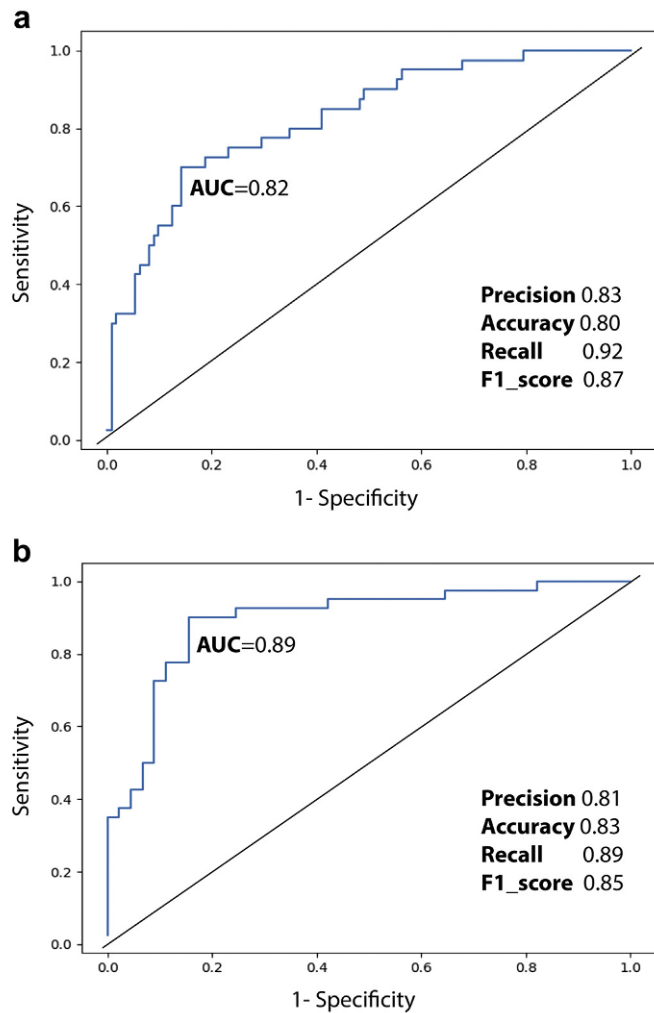 a
1.0
0.8
0.6
0.4
0.2
0.0
Sensitivity
AUC=0.82
Precision 0.83
Accuracy 0.80
Recall 0.92
F1_score 0.87
0.0 0.2 0.4 0.6 0.8 1.0
1- Specificity
b
1.0
0.8
0.6
0.4
0.2
0.0
Sensitivity
AUC=0.89
Precision 0.81
Accuracy 0.83
Recall 0.89
F1_score 0.85
0.0 0.2 0.4 0.6 0.8 1.0
1- Specificity